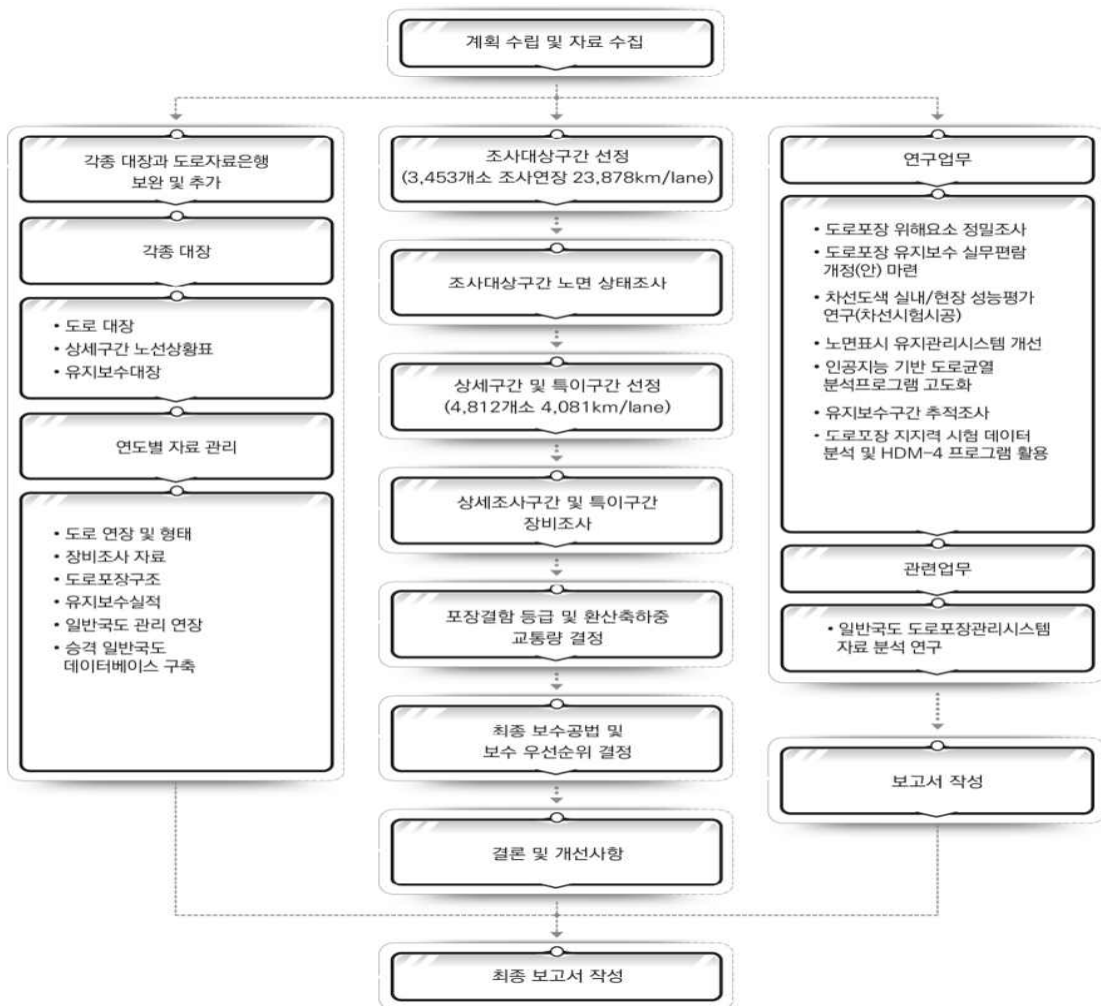 계획 수립 및 자료 수집
각종 대장과 도로자료은행
보완 및 추가
각종 대장
• 도로 대장
• 상세구간 노선상황표
• 유지보수대장
연도별 자료 관리
• 도로 연장 및 형태
• 장비조사 자료
• 도로포장구조
• 유지보수실적
• 일반국도 관리 연장
• 승격 일반국도
데이터베이스 구축
조사대상구간 선정
(3,453개소 조사연장 23,878km/lane)
조사대상구간 노면 상태조사
상세구간 및 특이구간 선정
(4,812개소 4,081km/lane)
상세조사구간 및 특이구간
장비조사
포장결함 등급 및 환산축하중
교통량 결정
최종 보수공법 및
보수 우선순위 결정
결론 및 개선사항
연구업무
• 도로포장 위해요소 정밀조사
• 도로포장 유지보수 실무편람
개정(안) 마련
• 차선도색 실내/현장 성능평가
연구(차선시험시공)
• 노면표시 유지관리시스템 개선
• 인공지능 기반 도로균열
분석프로그램 고도화
• 유지보수구간 추적조사
• 도로포장 지지력 시험 데이터
분석 및 HDM-4 프로그램 활용
관련업무
• 일반국도 도로포장관리시스템
자료 분석 연구
보고서 작성
최종 보고서 작성